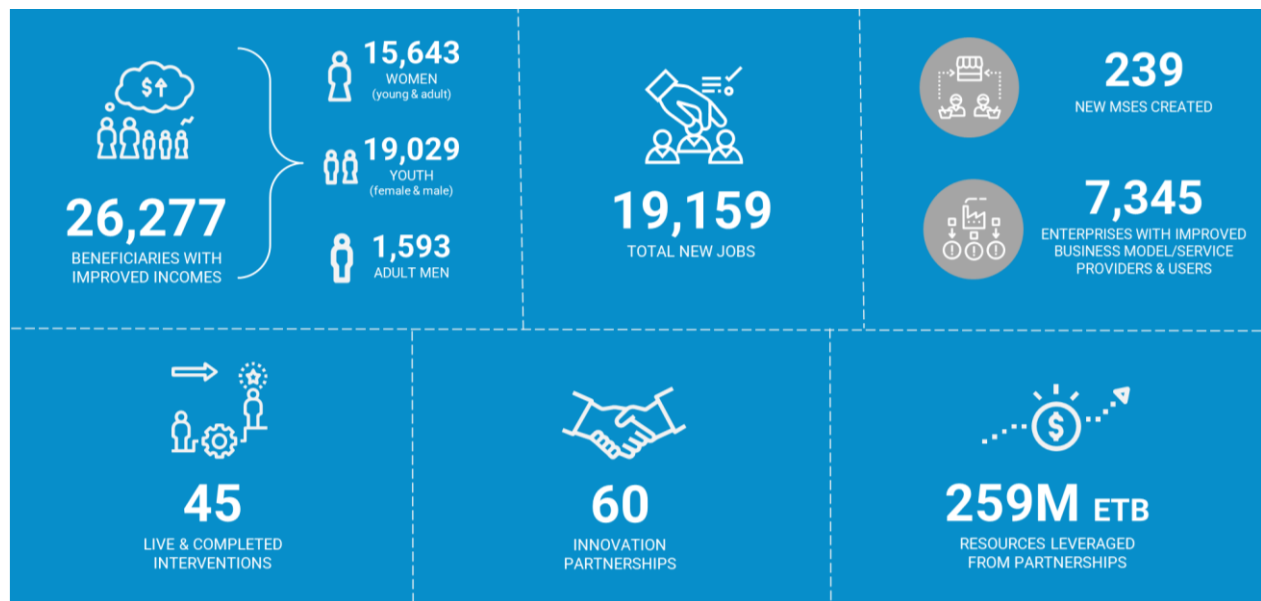 $
26,277
BENEFICIARIES WITH
IMPROVED INCOMES
15,643
WOMEN
(young & adult)
19,029
YOUTH
(female & male)
1,593
ADULT MEN
19,159
TOTAL NEW JOBS
239
NEW MSES CREATED
7,345
ENTERPRISES WITH IMPROVED
BUSINESS MODEL/SERVICE
PROVIDERS & USERS
45
LIVE & COMPLETED
INTERVENTIONS
60
INNOVATION
PARTNERSHIPS
$
259M ETB
RESOURCES LEVERAGED
FROM PARTNERSHIPS